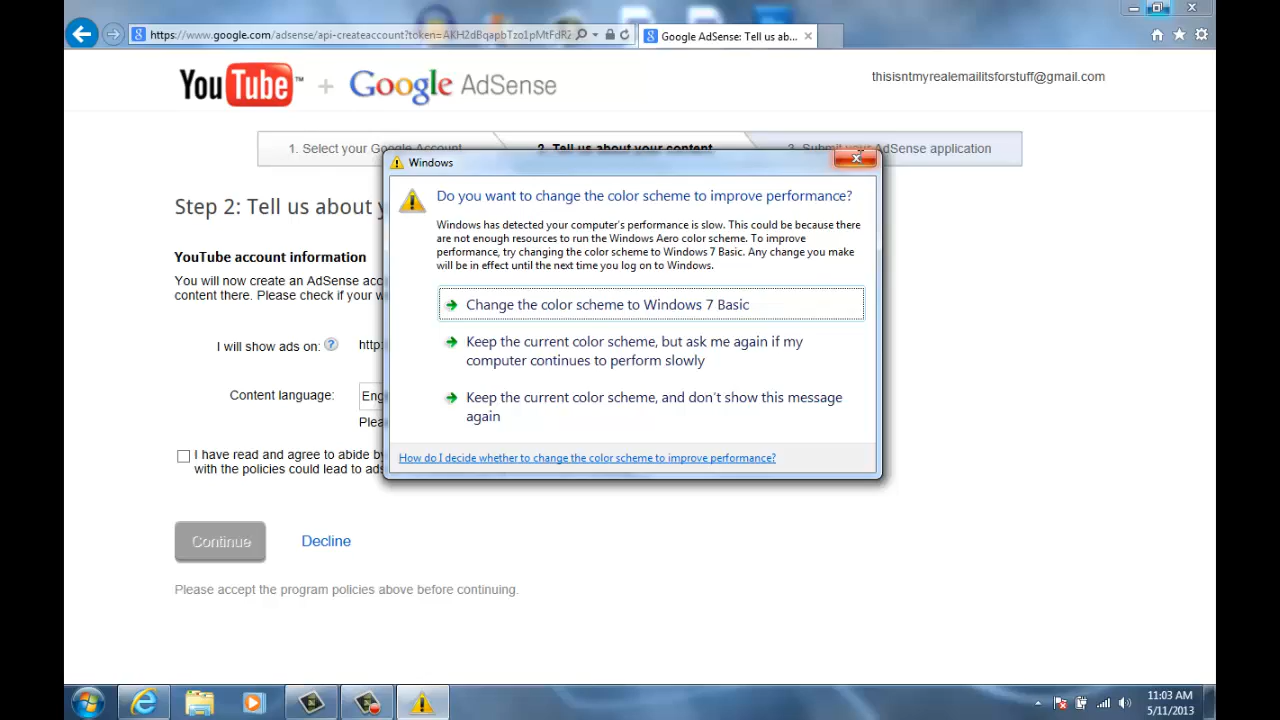 https://www.google.com/adsense/api-createaccount?token=AKH2dBqapbTzo1pMtFdR2
Google AdSense: Tell us ab...
YouTube™ + Google AdSense
thisisntmyrealemailitsforstuff@gmail.com
1. Select your Google Account
2. Tell us about your content
3. Submit your AdSense application
Windows
Do you want to change the color scheme to improve performance?
Windows has detected your computer's performance is slow. This could be because there
are not enough resources to run the Windows Aero color scheme. To improve
performance, try changing the color scheme to Windows 7 Basic. Any change you make
will be in effect until the next time you log on to Windows.
Change the color scheme to Windows 7 Basic
Keep the current color scheme, but ask me again if my
computer continues to perform slowly
Keep the current color scheme, and don't show this message
again
How do I decide whether to change the color scheme to improve performance?
Step 2: Tell us about
YouTube account information
You will now create an AdSense acc
content there. Please check if your w
I will show ads on: ? http:
Content language: Eng
Plea
I have read and agree to abide by
with the policies could lead to ads
Continue
Decline
Please accept the program policies above before continuing.
11:03 AM
5/11/2013